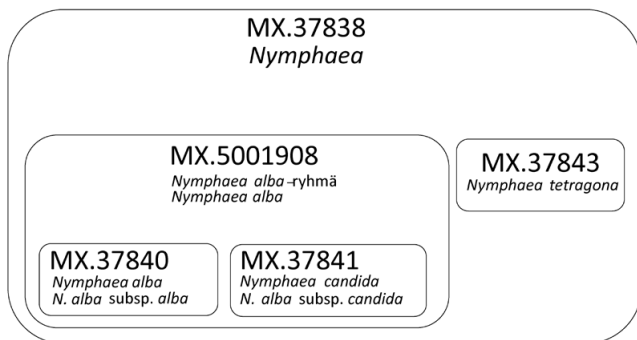 MX.37838
Nymphaea
MX.5001908
Nymphaea alba-ryhmä
Nymphaea alba
MX.37843
Nymphaea tetragona
MX.37840
Nymphaea alba
N. alba subsp. alba
MX.37841
Nymphaea candida
N. alba subsp. candida